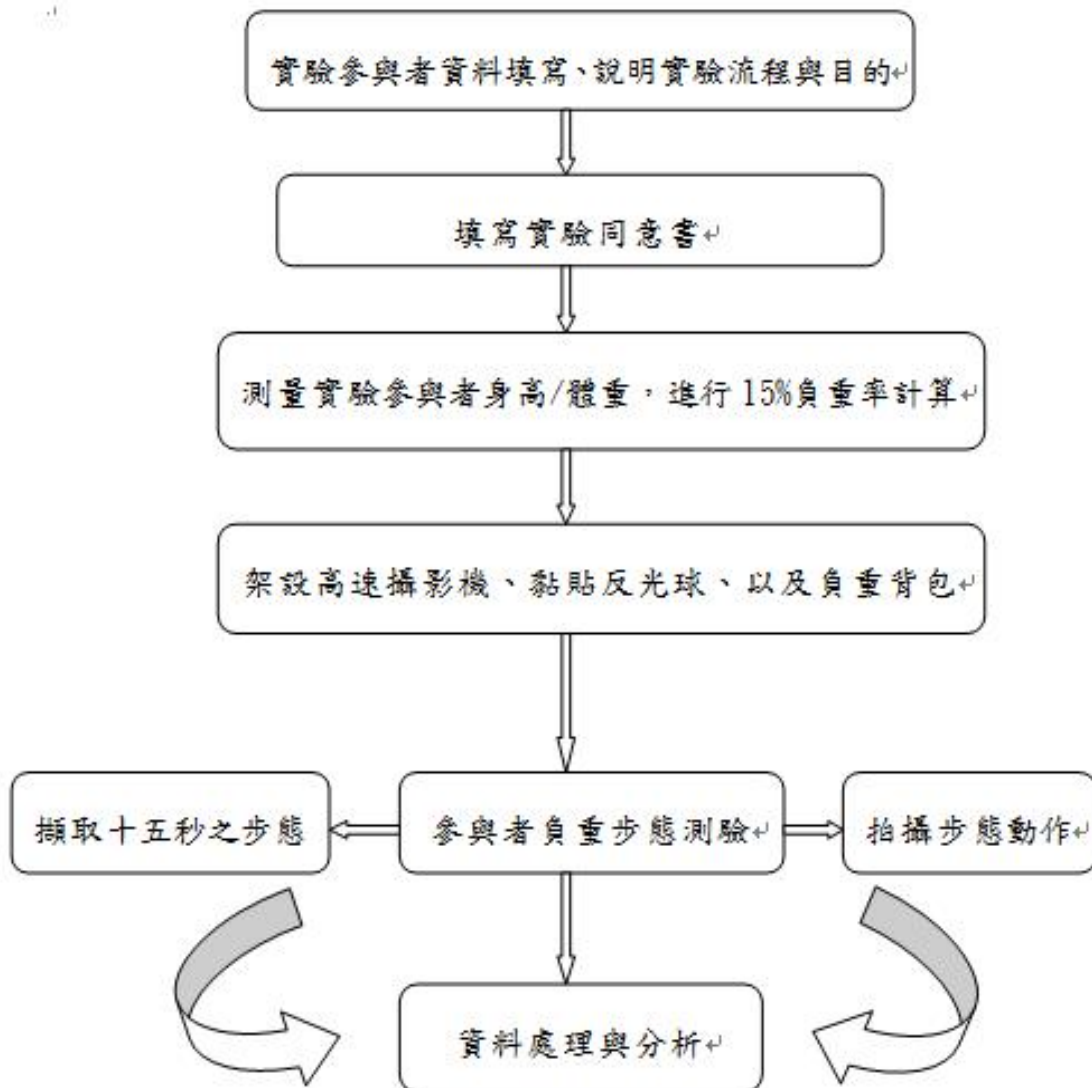 實驗參與者資料填寫、說明實驗流程與目的
填寫實驗同意書
測量實驗參與者身高/體重，進行 15%負重率計算
架設高速攝影機、黏貼反光球、以及負重背包
擷取十五秒之步態
參與者負重步態測驗
拍攝步態動作
資料處理與分析